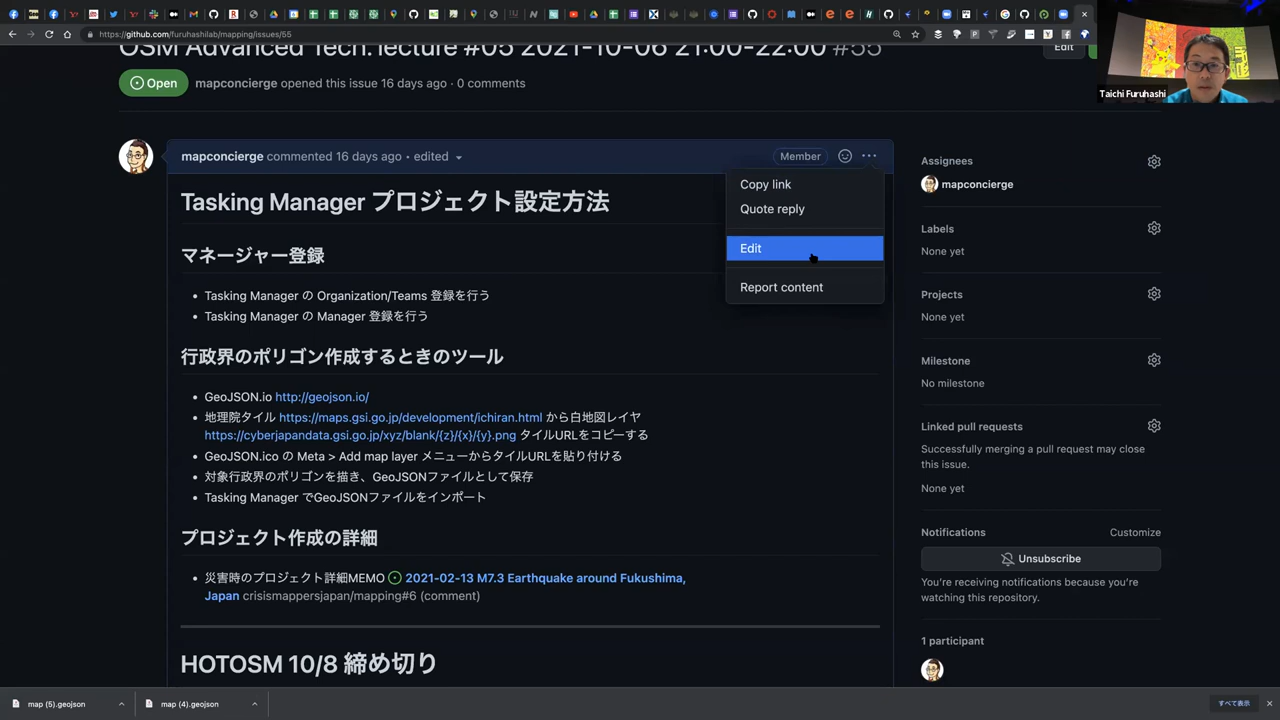 https://github.com/furuhashilab/mapping/issues/55
OSM Advanced Tech. lecture #05 2021-10-06 21:00-22:00 #55
Edit
Taichi Furuhashi
Open
mapconcierge opened this issue 16 days ago · 0 comments
mapconcierge commented 16 days ago • edited
Member
Copy link
Quote reply
Edit
Report content
Tasking Manager プロジェクト設定方法
マネージャー登録
Tasking Manager の Organization/Teams 登録を行う
Tasking Manager の Manager 登録を行う
行政界のポリゴン作成するときのツール
GeoJSON.io http://geojson.io/
地理院タイル https://maps.gsi.go.jp/development/ichiran.html から白地図レイヤ
https://cyberjapandata.gsi.go.jp/xyz/blank/{z}/{x}/{y}.png タイルURLをコピーする
GeoJSON.ico の Meta > Add map layer メニューからタイルURLを貼り付ける
対象行政界のポリゴンを描き、GeoJSONファイルとして保存
Tasking Manager でGeoJSONファイルをインポート
プロジェクト作成の詳細
災害時のプロジェクト詳細MEMO 2021-02-13 M7.3 Earthquake around Fukushima,
Japan crisismappersjapan/mapping#6 (comment)
HOTOSM 10/8 締め切り
Assignees
mapconcierge
Labels
None yet
Projects
None yet
Milestone
No milestone
Linked pull requests
Successfully merging a pull request may close
this issue.
None yet
Notifications
Customize
Unsubscribe
You're receiving notifications because you're
watching this repository.
1 participant
map (5).geojson
map (4).geojson
すべて表示